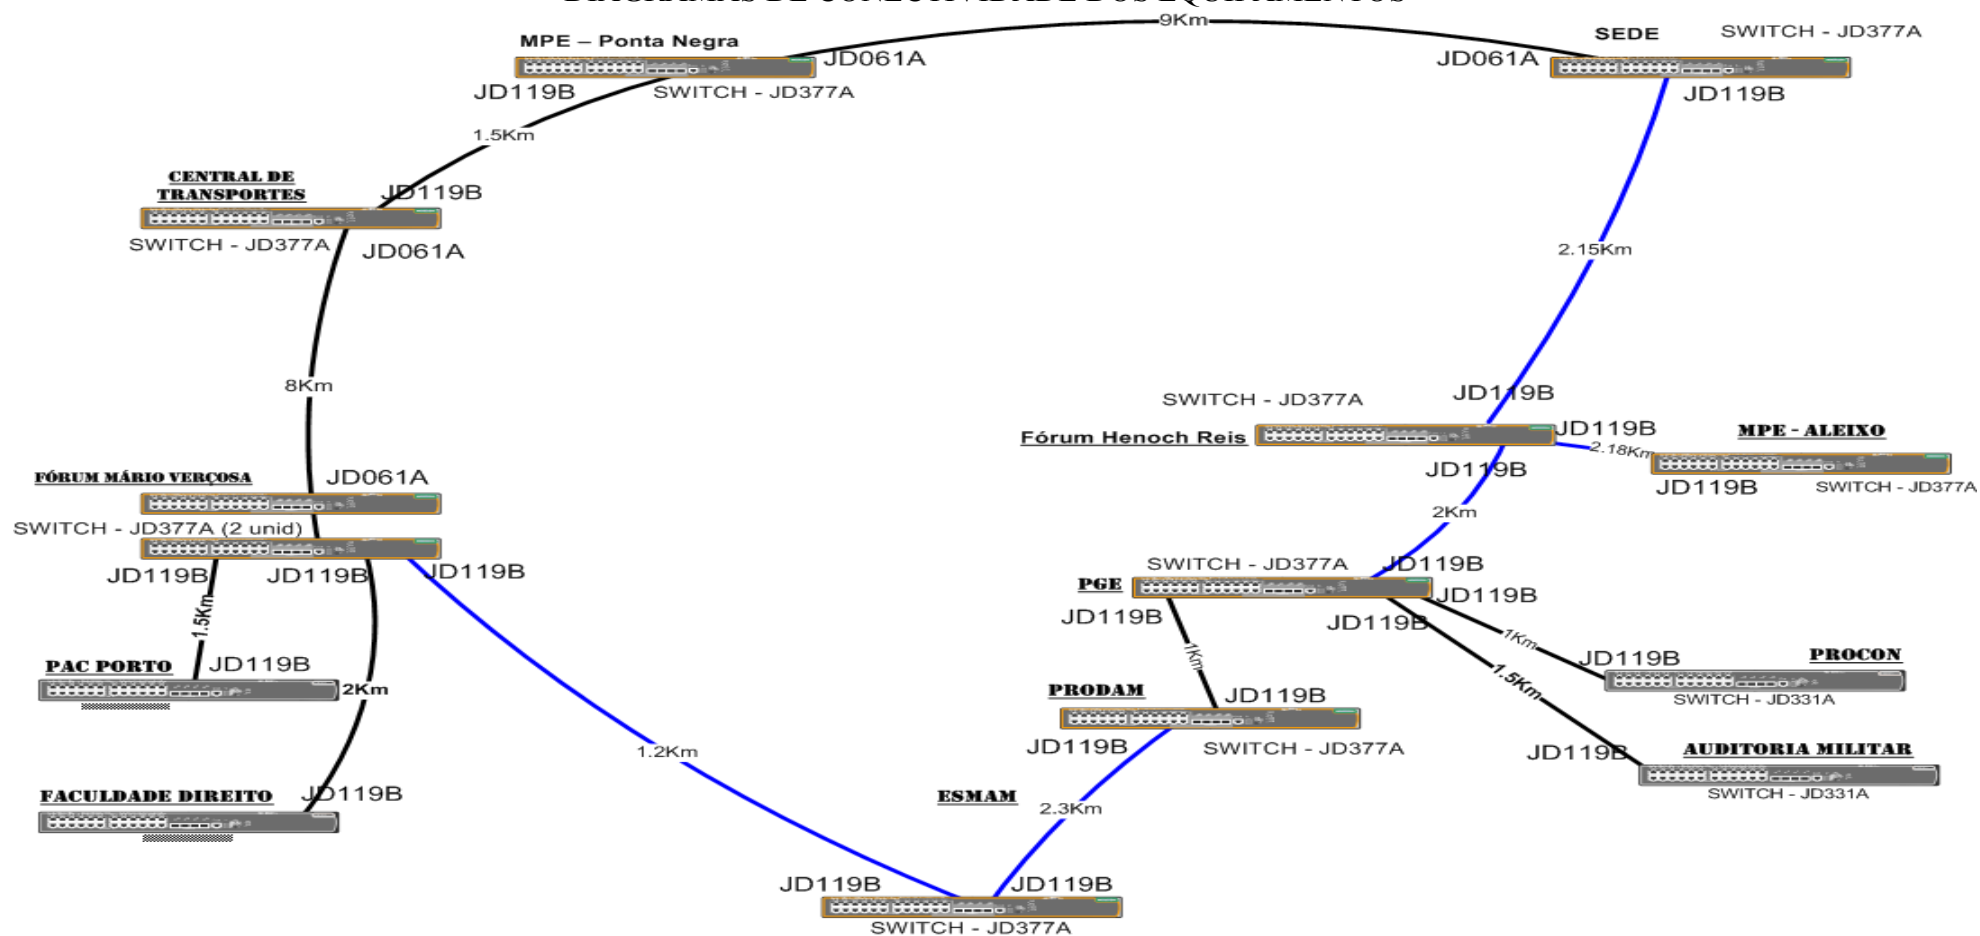 DIAGRAMAS DE CONECTIVIDADE DOS EQUIPAMENTOS
9Km
MPE – Ponta Negra
JD061A
JD119B
SWITCH - JD377A
SEDE
SWITCH - JD377A
JD061A
JD119B
1.5Km
CENTRAL DE
TRANSPORTES
JD119B
SWITCH - JD377A
JD061A
2.15Km
8Km
SWITCH - JD377A
JD119B
Fórum Henoch Reis
JD119B
JD119B
2.18Km
MPE - ALEIXO
JD119B
SWITCH - JD377A
FÓRUM MÁRIO VERÇOSA
JD061A
SWITCH - JD377A (2 unid)
JD119B
JD119B
JD119B
2Km
SWITCH - JD377A
JD119B
PGE
JD119B
JD119B
JD119B
1.5Km
PAC PORTO
JD119B
2Km
1Km
1Km
1.5Km
JD119B
PROCON
SWITCH - JD331A
PRODAM
JD119B
JD119B
SWITCH - JD377A
JD119B
AUDITORIA MILITAR
SWITCH - JD331A
1.2Km
FACULDADE DIREITO
JD119B
ESMAM
2.3Km
JD119B
JD119B
SWITCH - JD377A